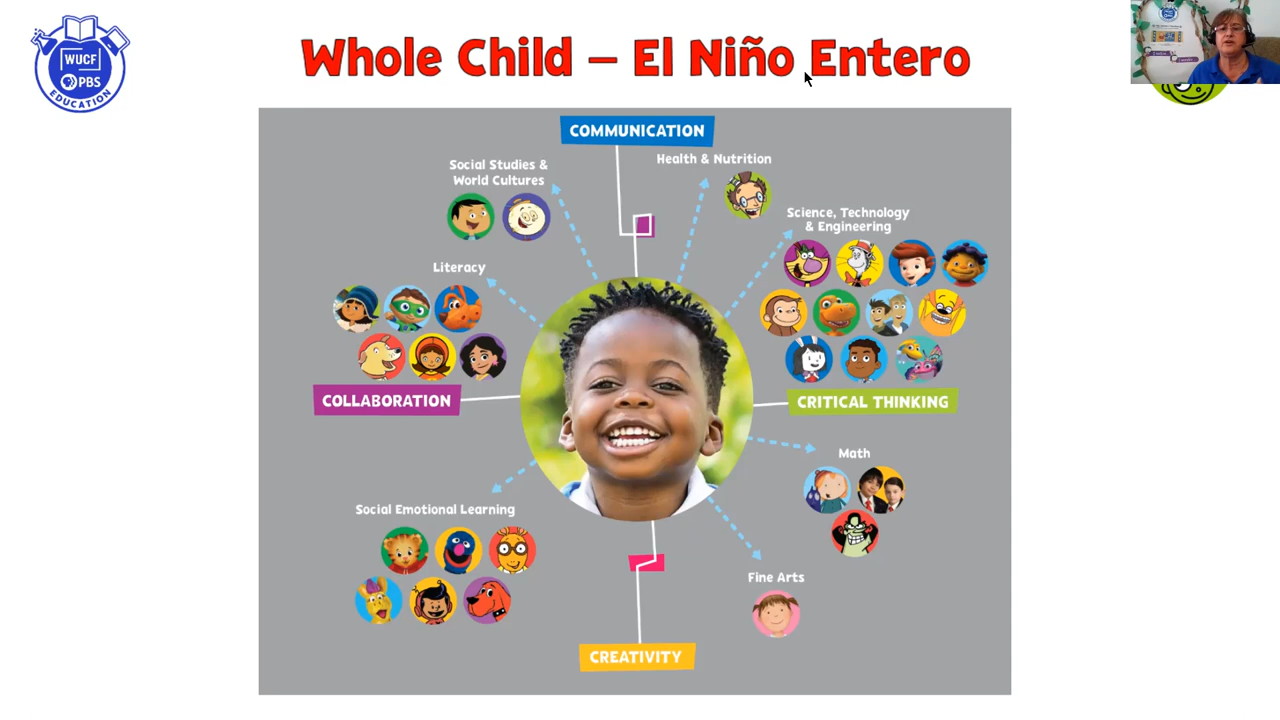 WUCF
PBS
EDUCATION
Whole Child – El Niño Entero
COMMUNICATION
Social Studies &
World Cultures
Health & Nutrition
Science, Technology
& Engineering
Literacy
COLLABORATION
CRITICAL THINKING
Math
Social Emotional Learning
Fine Arts
CREATIVITY